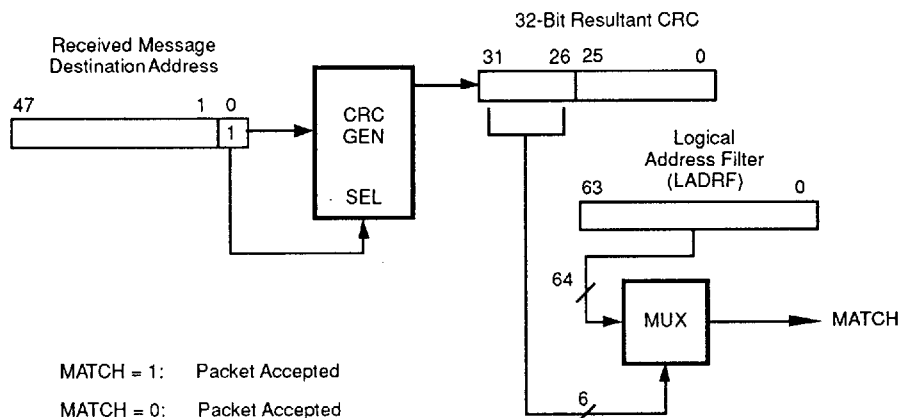 32-Bit Resultant CRC
Received Message
Destination Address
31 26 25 0
47 1 0
1
CRC
GEN
SEL
Logical
Address Filter
(LADRF)
63 0
64
MUX
MATCH
6
MATCH = 1: Packet Accepted
MATCH = 0: Packet Accepted